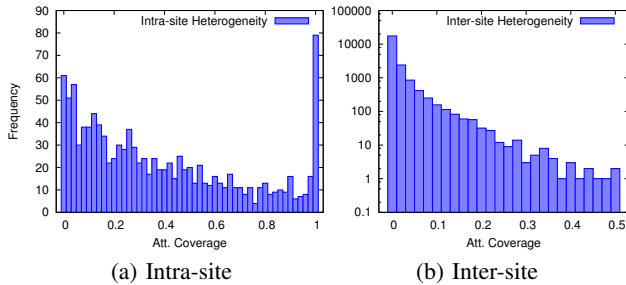 Intra-site Heterogeneity
90
80
70
60
50
40
30
20
10
0
Frequency
0 0.2 0.4 0.6 0.8 1
Att. Coverage
(a) Intra-site
Inter-site Heterogeneity
100000
10000
1000
100
10
1
0.1
0 0.1 0.2 0.3 0.4 0.5
Att. Coverage
(b) Inter-site